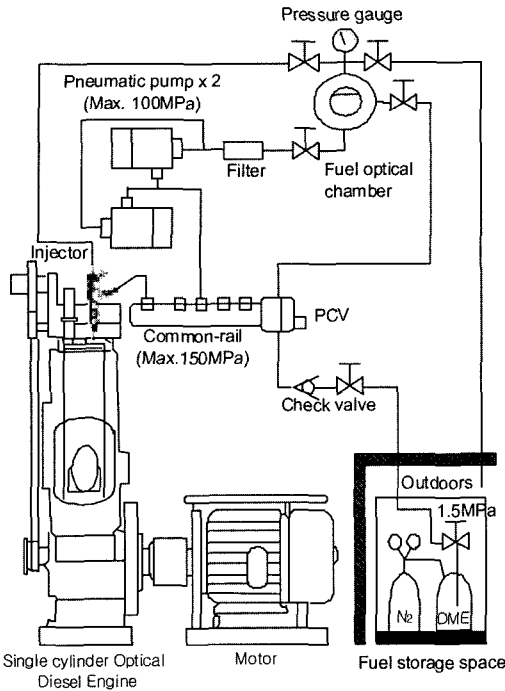 Pressure gauge
Pneumatic pump x 2
(Max. 100MPa)
Filter
Fuel optical
chamber
Injector
PCV
Common-rail
(Max.150MPa)
Check valve
Outdoors
1.5MPa
N2
DME
Single cylinder Optical
Diesel Engine
Motor
Fuel storage space